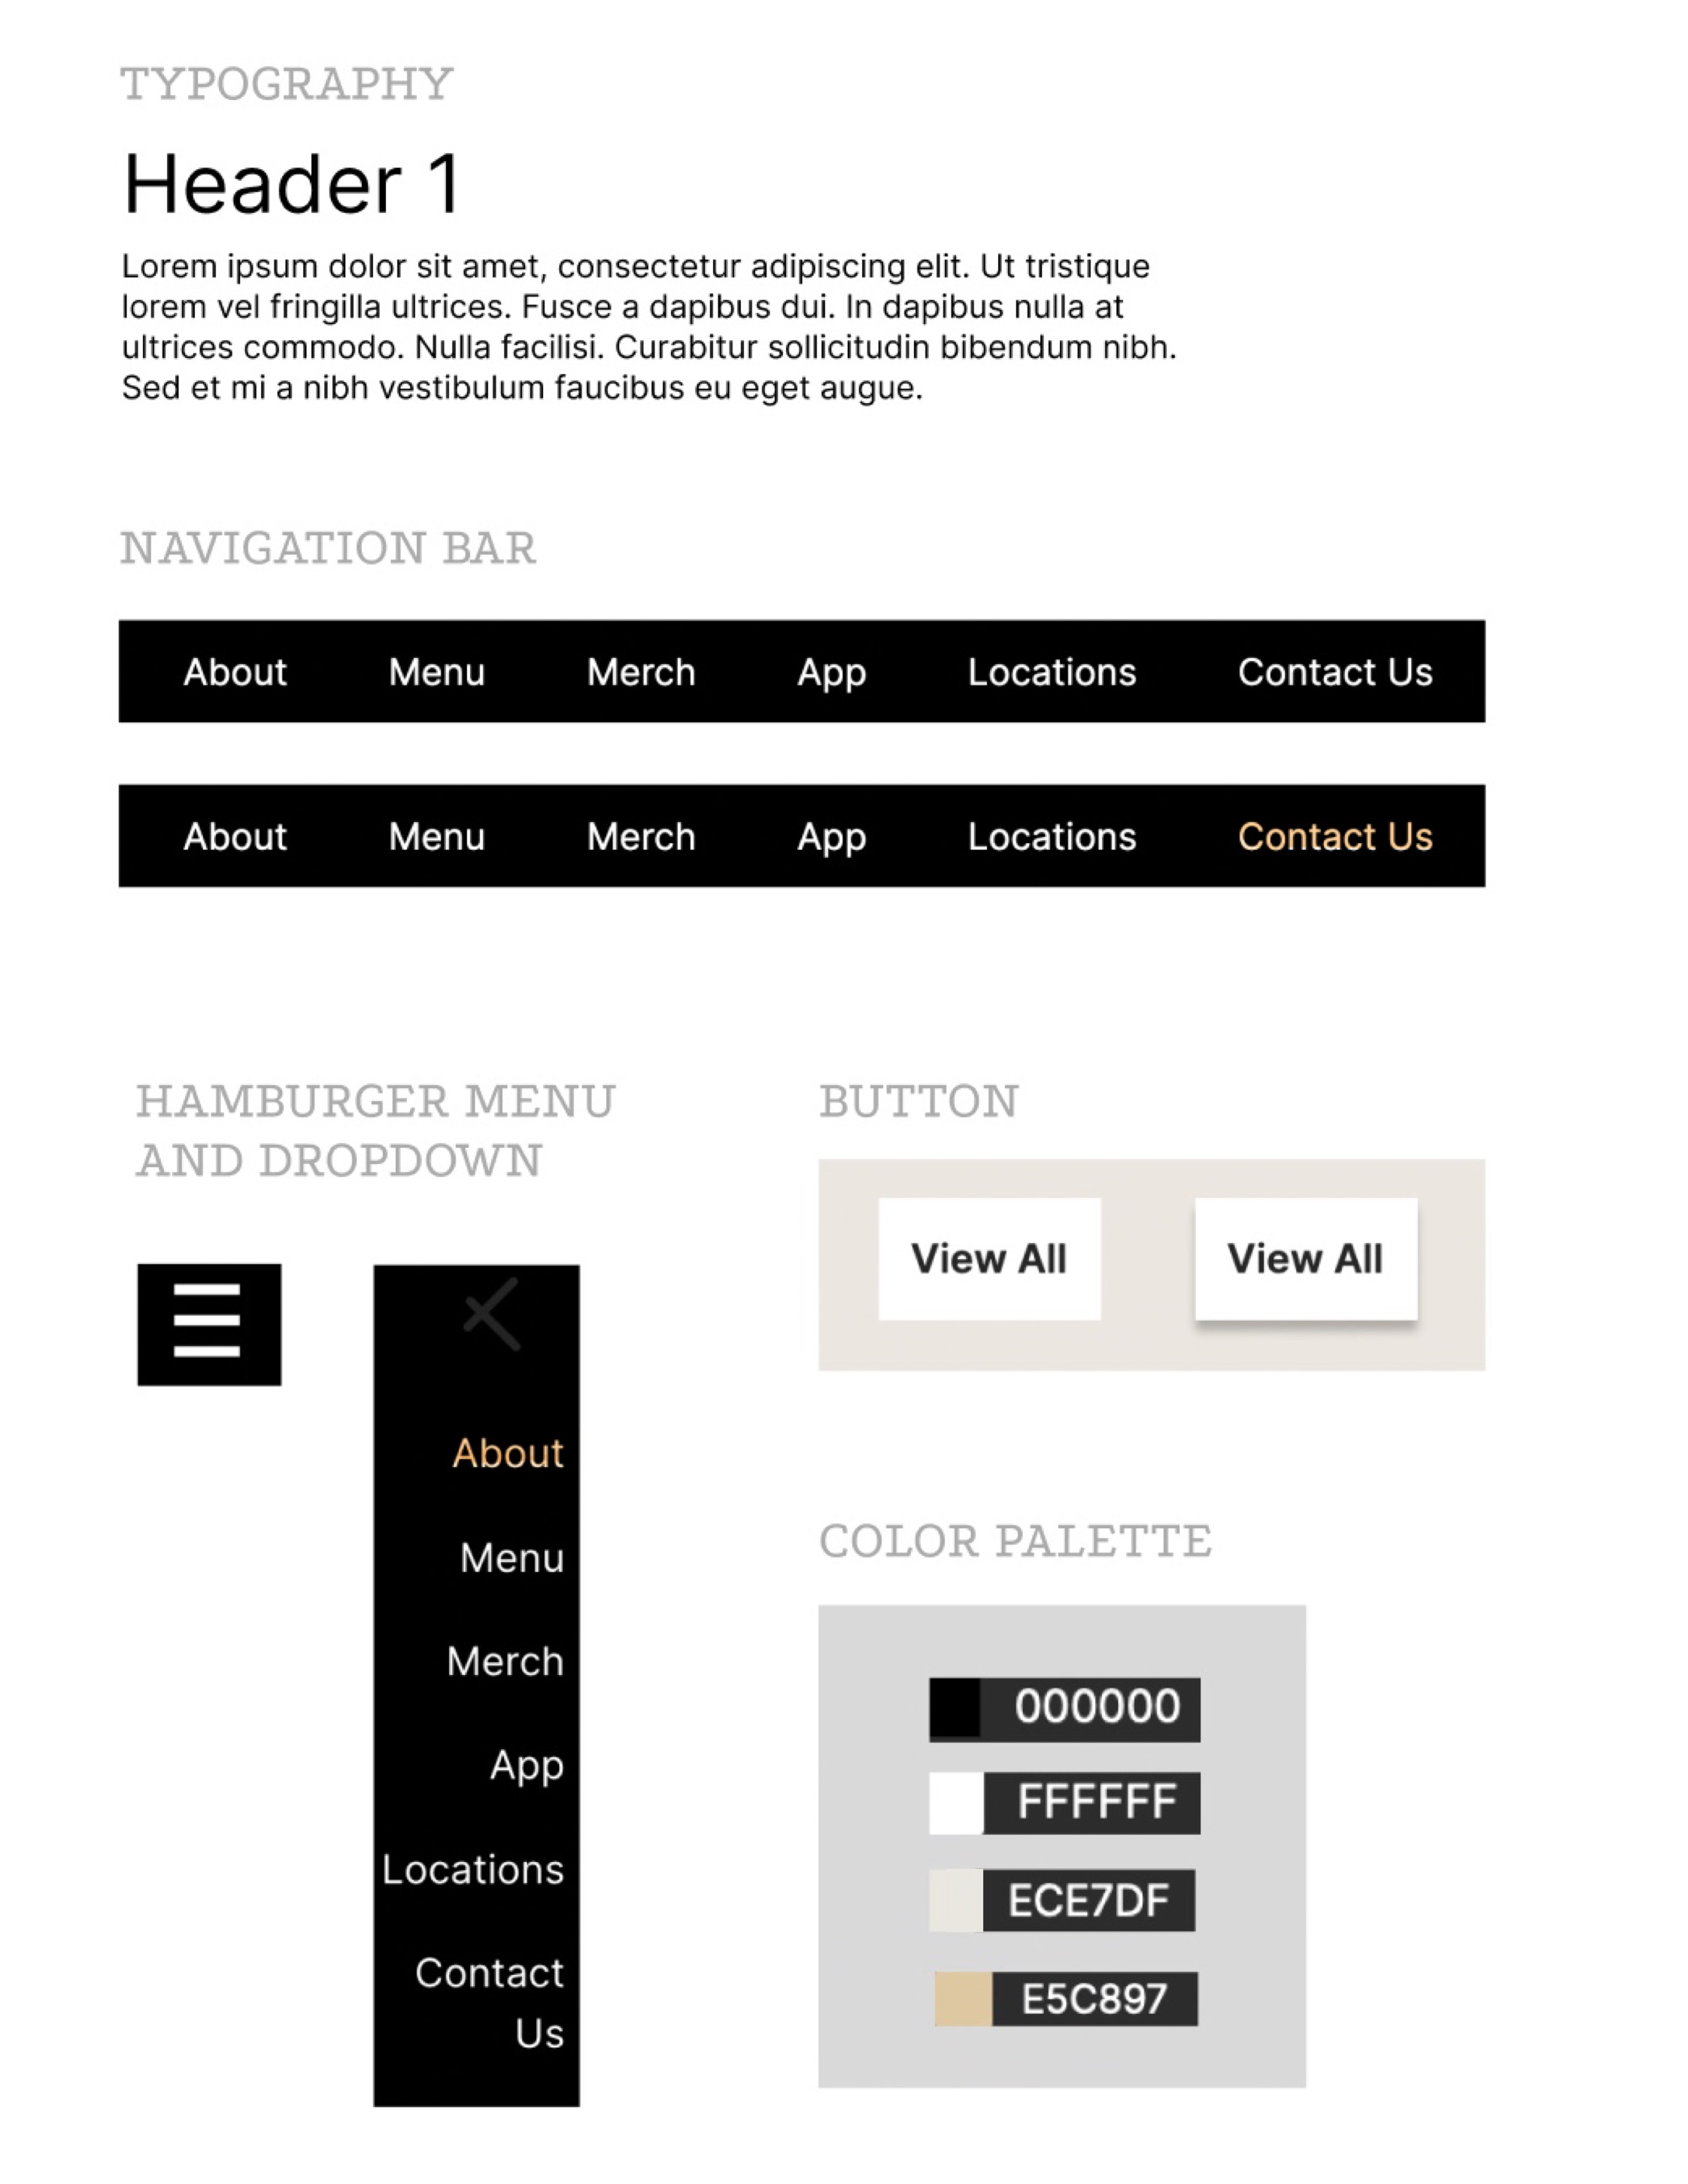 TYPOGRAPHY
Header 1
Lorem ipsum dolor sit amet, consectetur adipiscing elit. Ut tristique
lorem vel fringilla ultrices. Fusce a dapibus dui. In dapibus nulla at
ultrices commodo. Nulla facilisi. Curabitur sollicitudin bibendum nibh.
Sed et mi a nibh vestibulum faucibus eu eget augue.
NAVIGATION BAR
About Menu Merch App Locations Contact Us
About Menu Merch App Locations Contact Us
HAMBURGER MENU
AND DROPDOWN
About
Menu
Merch
App
Locations
Contact
Us
BUTTON
View All View All
COLOR PALETTE
000000
FFFFFF
ECE7DF
E5C897